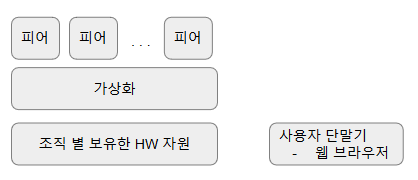 피어 피어 . . . 피어
가상화
조직 별 보유한 HW 자원
사용자 단말기
- 웹 브라우저